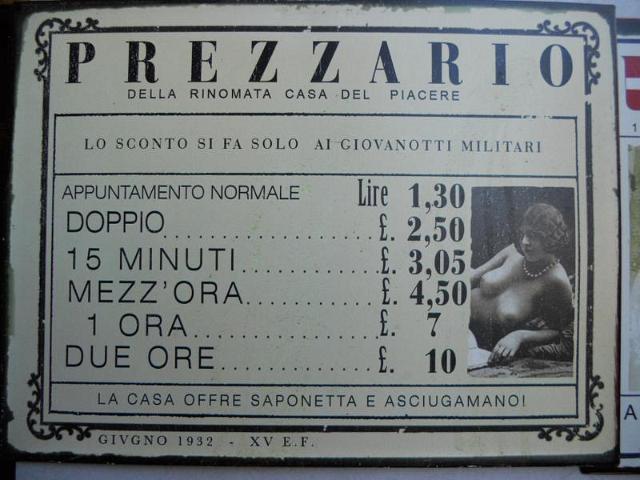 PREZZARIO
DELLA RINOMATA CASA DEL PIACERE
LO SCONTO SI FA SOLO AI GIOVANOTTI MILITARI
APPUNTAMENTO NORMALE Lire 1,30
DOPPIO.....................£. 2,50
15 MINUTI..............£. 3,05
MEZZ'ORA.............£. 4,50
1 ORA..................£. 7
DUE ORE...............£. 10
LA CASA OFFRE SAPONETTA E ASCIUGAMANO!
GIVGNO 1932 - XV E.F.
1
A